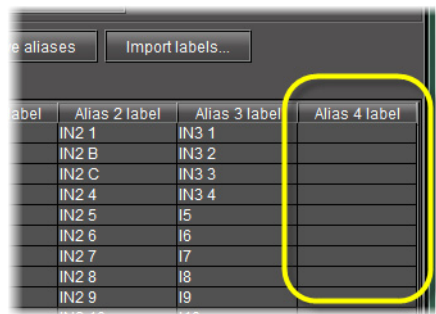 e aliases Import labels...
abel Alias 2 label Alias 3 label Alias 4 label
IN2 1 IN3 1
IN2 B IN3 2
IN2 C IN3 3
IN2 4 IN3 4
IN2 5 I5
IN2 6 I6
IN2 7 I7
IN2 8 I8
IN2 9 I9